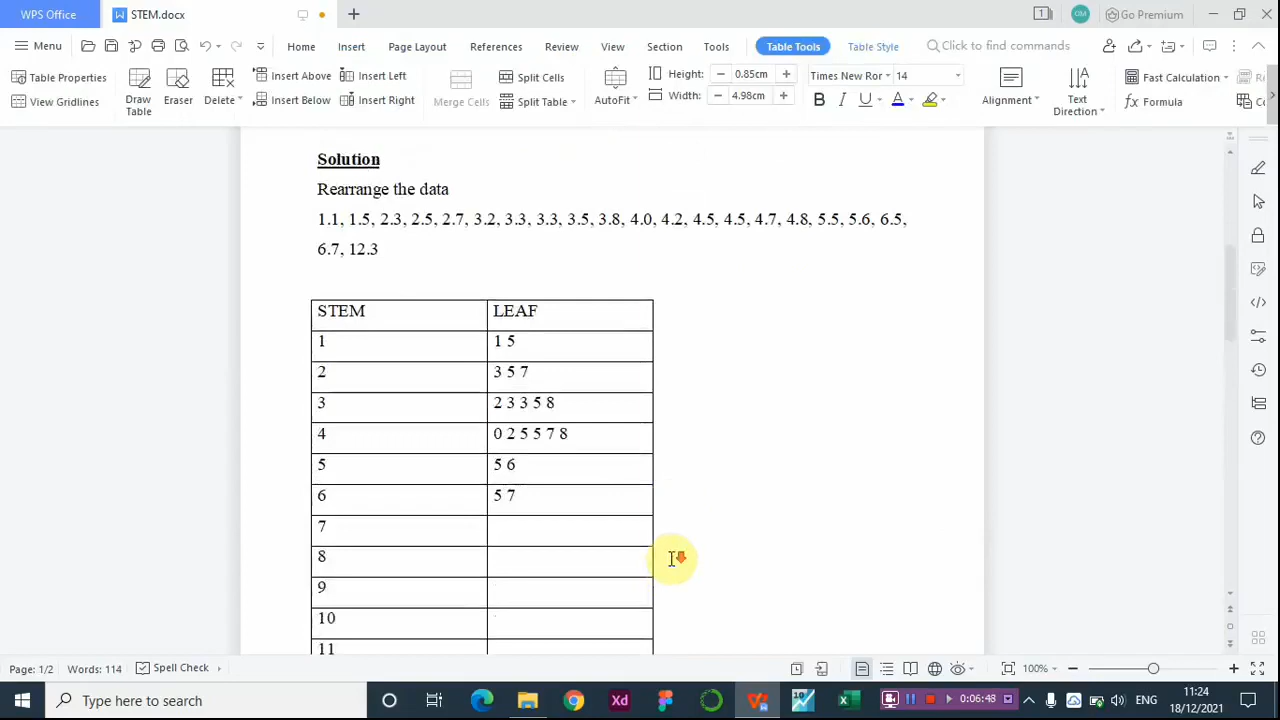 WPS Office
STEM.docx
Go Premium
Menu
Home Insert Page Layout References Review View Section Tools Table Tools Table Style Click to find commands
Table Properties
View Gridlines
Draw Table
Eraser
Delete
Insert Above
Insert Below
Insert Left
Insert Right
Merge Cells
Split Cells
Split Table
AutoFit
Height: 0.85cm
Width: 4.98cm
Times New Ror 14
B I U A
Alignment
Text Direction
Fast Calculation
Formula
Solution
Rearrange the data
1.1, 1.5, 2.3, 2.5, 2.7, 3.2, 3.3, 3.3, 3.5, 3.8, 4.0, 4.2, 4.5, 4.5, 4.7, 4.8, 5.5, 5.6, 6.5,
6.7, 12.3
STEM LEAF
1 1 5
2 3 5 7
3 2 3 3 5 8
4 0 2 5 5 7 8
5 5 6
6 5 7
7
8
9
10
11
Page: 1/2 Words: 114 Spell Check 100%
Type here to search
Xd
0:06:48
ENG
11:24
18/12/2021